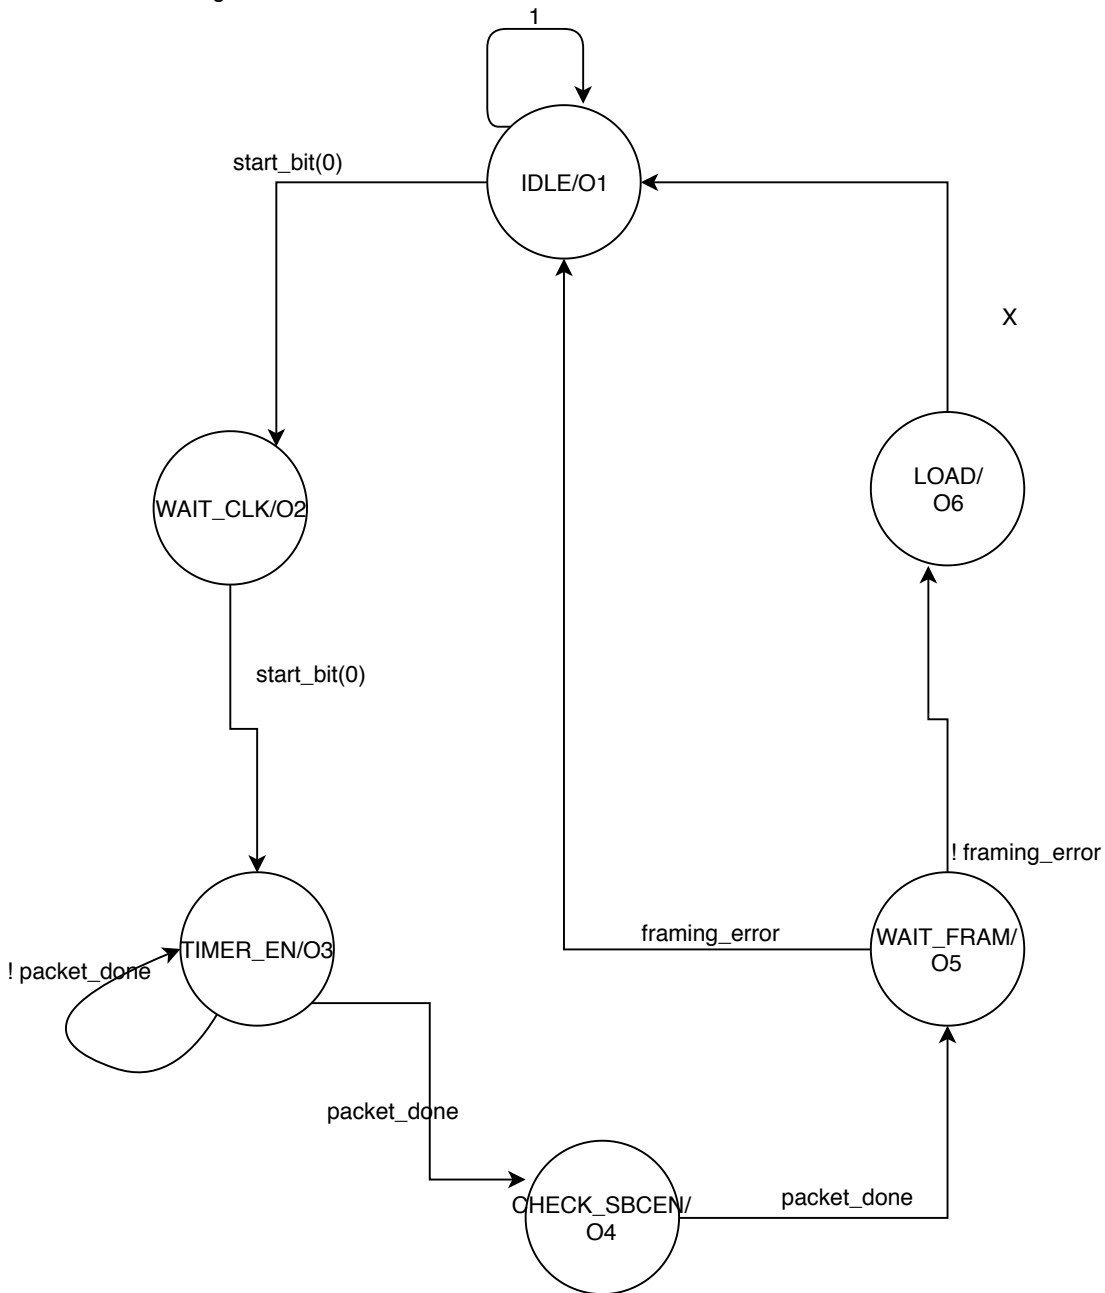 1
start_bit(0)
IDLE/O1
X
LOAD/
O6
WAIT_CLK/O2
start_bit(0)
! framing_error
framing_error
WAIT_FRAM/
O5
TIMER_EN/O3
! packet_done
packet_done
CHECK_SBCEN/
O4
packet_done